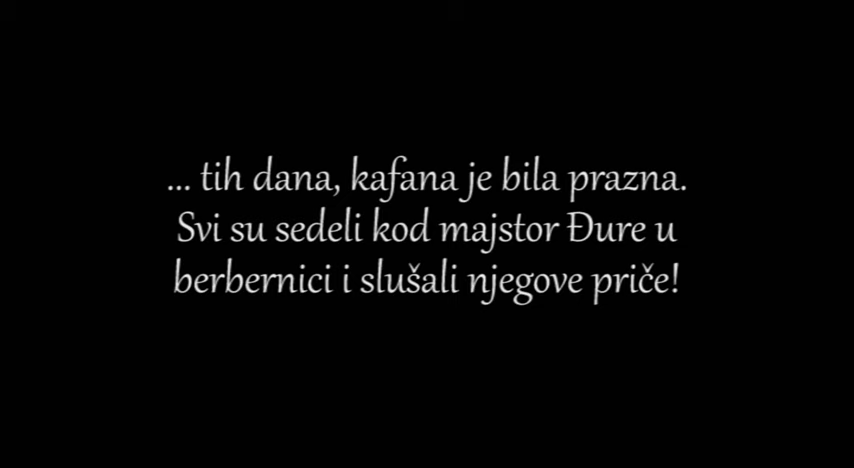 ... tih dana, kafana je bila prazna.
Svi su sedeli kod majstor Đure u
berbernici i slušali njegove priče!